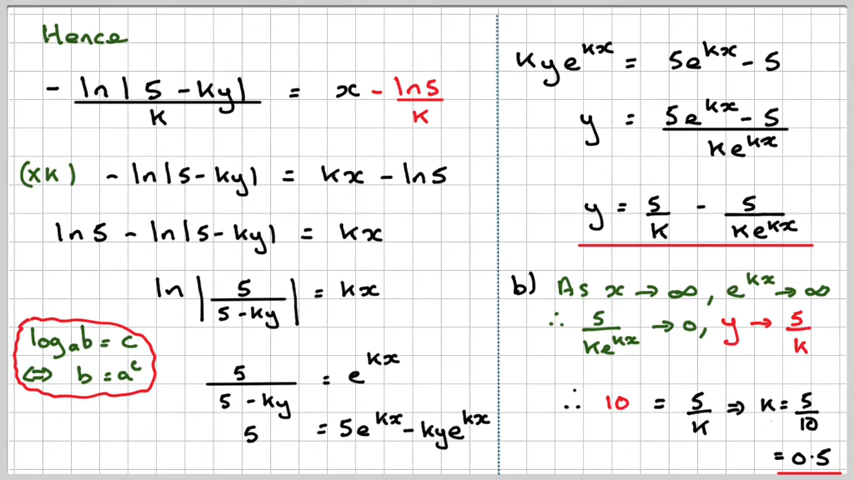 Hence
- ln|5 - ky| / k = x - ln5 / k
(xK) - ln|5 - ky| = kx - ln5
ln5 - ln|5 - ky| = kx
ln |5 / (5 - ky)| = kx
log_a b = c
⇔ b = a^c
5 / (5 - ky) = e^(kx)
5 = 5e^(kx) - kye^(kx)
kye^(kx) = 5e^(kx) - 5
y = (5e^(kx) - 5) / (ke^(kx))
y = 5/k - 5/(ke^(kx))
b) As x → ∞, e^(kx) → ∞
∴ 5/(ke^(kx)) → 0, y → 5/k
∴ 10 = 5/k ⇒ k = 5/10
= 0.5